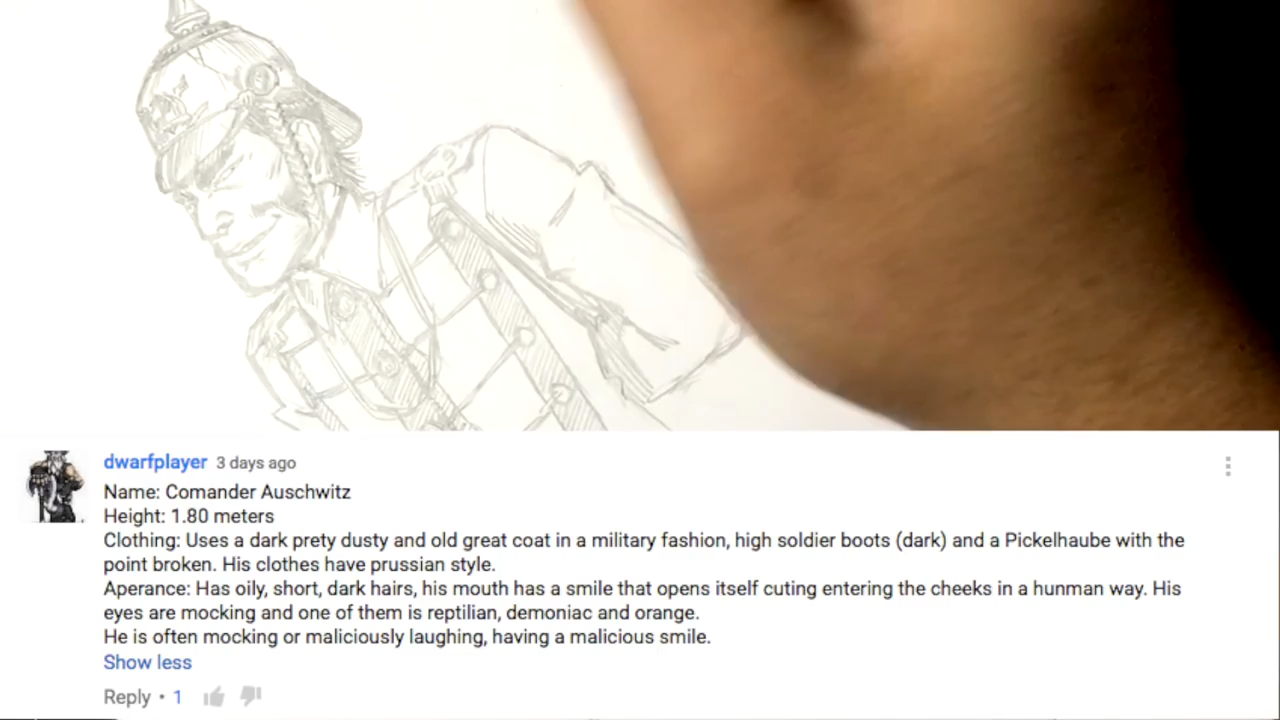 dwarfplayer 3 days ago
Name: Comander Auschwitz
Height: 1.80 meters
Clothing: Uses a dark prety dusty and old great coat in a military fashion, high soldier boots (dark) and a Pickelhaube with the
point broken. His clothes have prussian style.
Aperance: Has oily, short, dark hairs, his mouth has a smile that opens itself cuting entering the cheeks in a hunman way. His
eyes are mocking and one of them is reptilian, demoniac and orange.
He is often mocking or maliciously laughing, having a malicious smile.
Show less
Reply • 1